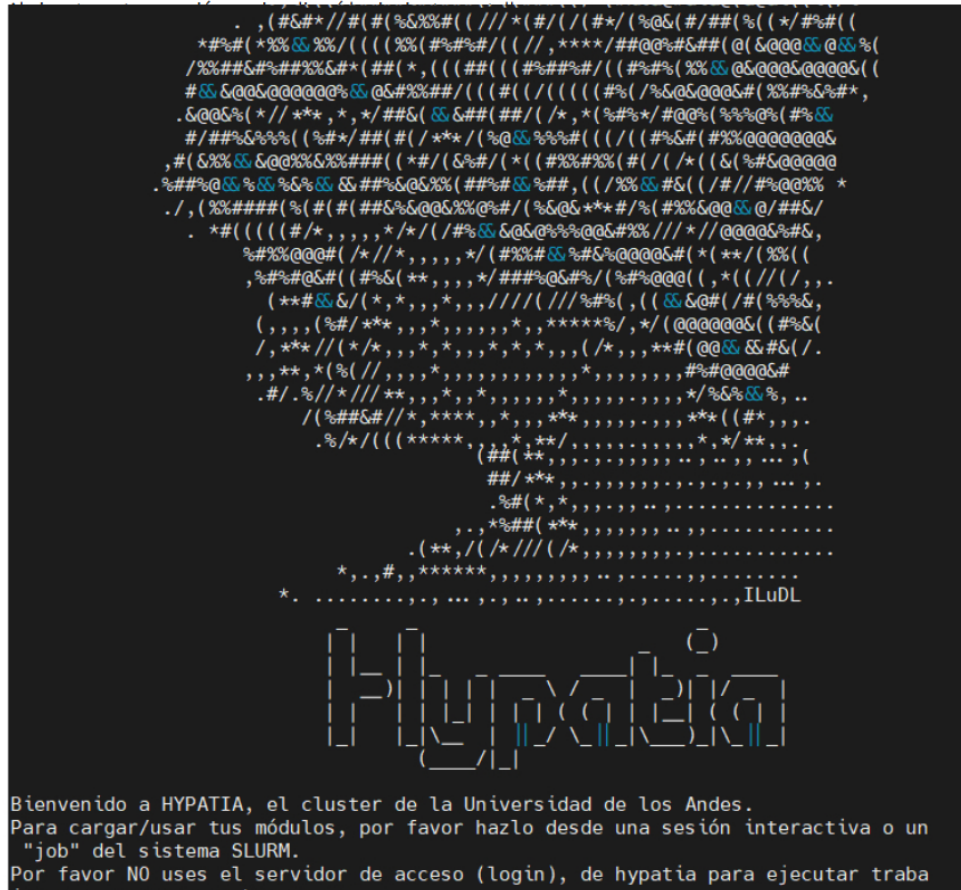 ILuDL
Hypatia
Bienvenido a HYPATIA, el cluster de la Universidad de los Andes.
Para cargar/usar tus módulos, por favor hazlo desde una sesión interactiva o un
"job" del sistema SLURM.
Por favor NO uses el servidor de acceso (login), de hypatia para ejecutar traba